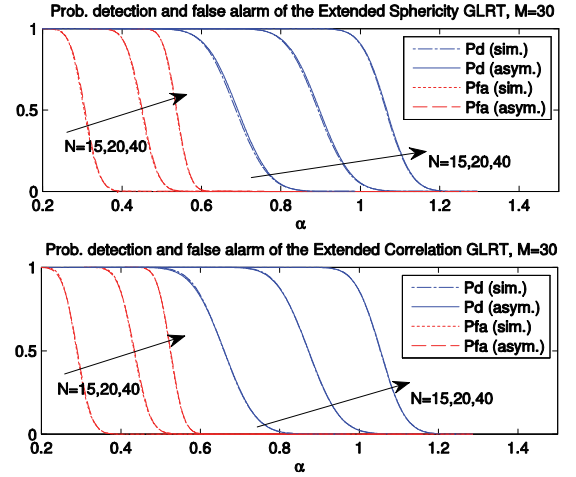 Prob. detection and false alarm of the Extended Sphericity GLRT, M=30
1
0.5
0
Pd (sim.)
Pd (asym.)
Pfa (sim.)
Pfa (asym.)
N=15,20,40
N=15,20,40
0.2 0.4 0.6 0.8 1 1.2 1.4
α
Prob. detection and false alarm of the Extended Correlation GLRT, M=30
1
0.5
0
Pd (sim.)
Pd (asym.)
Pfa (sim.)
Pfa (asym.)
N=15,20,40
N=15,20,40
0.2 0.4 0.6 0.8 1 1.2 1.4
α